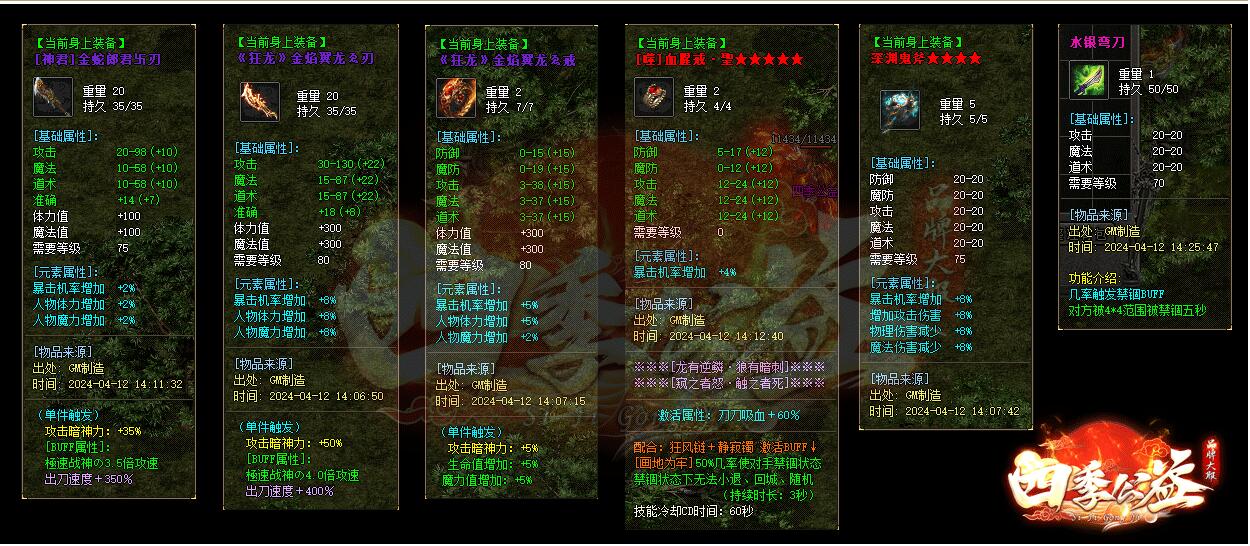 【当前身上装备】
[神君]金蛇郎君斩刃
重量 20
持久 35/35
[基础属性]:
攻击 20-98(+10)
魔法 10-58(+10)
道术 10-58(+10)
准确 +14(+7)
体力值 +100
魔法值 +100
需要等级 75
[元素属性]:
暴击机率增加 +2%
人物体力增加 +2%
人物魔力增加 +2%
[物品来源]
出处: GM制造
时间: 2024-04-12 14:11:32
(单件触发)
攻击暗神力: +35%
[BUFF属性]:
極速战神の3.5倍攻速
出刀速度+350%
【当前身上装备】
《狂龙》金焰翼龙之刃
重量 20
持久 35/35
[基础属性]:
攻击 30-130(+22)
魔法 15-87(+22)
道术 15-87(+22)
准确 +18(+8)
体力值 +300
魔法值 +300
需要等级 80
[元素属性]:
暴击机率增加 +8%
人物体力增加 +8%
人物魔力增加 +8%
[物品来源]
出处: GM制造
时间: 2024-04-12 14:06:50
(单件触发)
攻击暗神力: +50%
[BUFF属性]:
極速战神の4.0倍攻速
出刀速度+400%
【当前身上装备】
《狂龙》金焰翼龙之戒
重量 2
持久 7/7
[基础属性]:
防御 0-15(+15)
魔防 0-19(+15)
攻击 3-38(+15)
魔法 3-37(+15)
道术 3-37(+15)
体力值 +300
魔法值 +300
需要等级 80
[元素属性]:
暴击机率增加 +5%
人物体力增加 +5%
人物魔力增加 +2%
[物品来源]
出处: GM制造
时间: 2024-04-12 14:07:15
(单件触发)
攻击暗神力: +5%
生命值增加: +5%
魔力值增加: +5%
【当前身上装备】
血腥戒·圣★★★★★
重量 2
持久 4/4
11434/11434
[基础属性]:
防御 5-17(+12)
魔防 0-12(+12)
攻击 12-24(+12)
魔法 12-24(+12)
道术 12-24(+12)
需要等级 0
四季公益
[元素属性]:
暴击机率增加 +4%
[物品来源]
出处: GM制造
时间: 2024-04-12 14:12:40
※※※[龙有逆鳞·狼有暗刺]※※※
※※※[窥之者怒·触之者死]※※※
激活属性: 刀刀吸血+60%
配合: 狂风链+静寂镯 激活BUFF↓
[画地为牢]50%几率使对手禁锢状态
禁锢状态下无法小退、回城、随机
(持续时长: 3秒)
技能冷却CD时间: 60秒
【当前身上装备】
深渊鬼斧★★★★
重量 5
持久 5/5
[基础属性]:
防御 20-20
魔防 20-20
攻击 20-20
魔法 20-20
道术 20-20
需要等级 75
[元素属性]:
暴击机率增加 +8%
增加攻击伤害 +8%
物理伤害减少 +8%
魔法伤害减少 +8%
[物品来源]
出处: GM制造
时间: 2024-04-12 14:07:42
水银弯刀
重量 1
持久 50/50
[基础属性]:
攻击 20-20
魔法 20-20
道术 20-20
需要等级 70
[物品来源]
出处: GM制造
时间: 2024-04-12 14:25:47
功能介绍:
几率触发禁锢BUFF
对方被4*4范围被禁锢五秒
四季公益
品牌大服
Si Ji Gong Yi